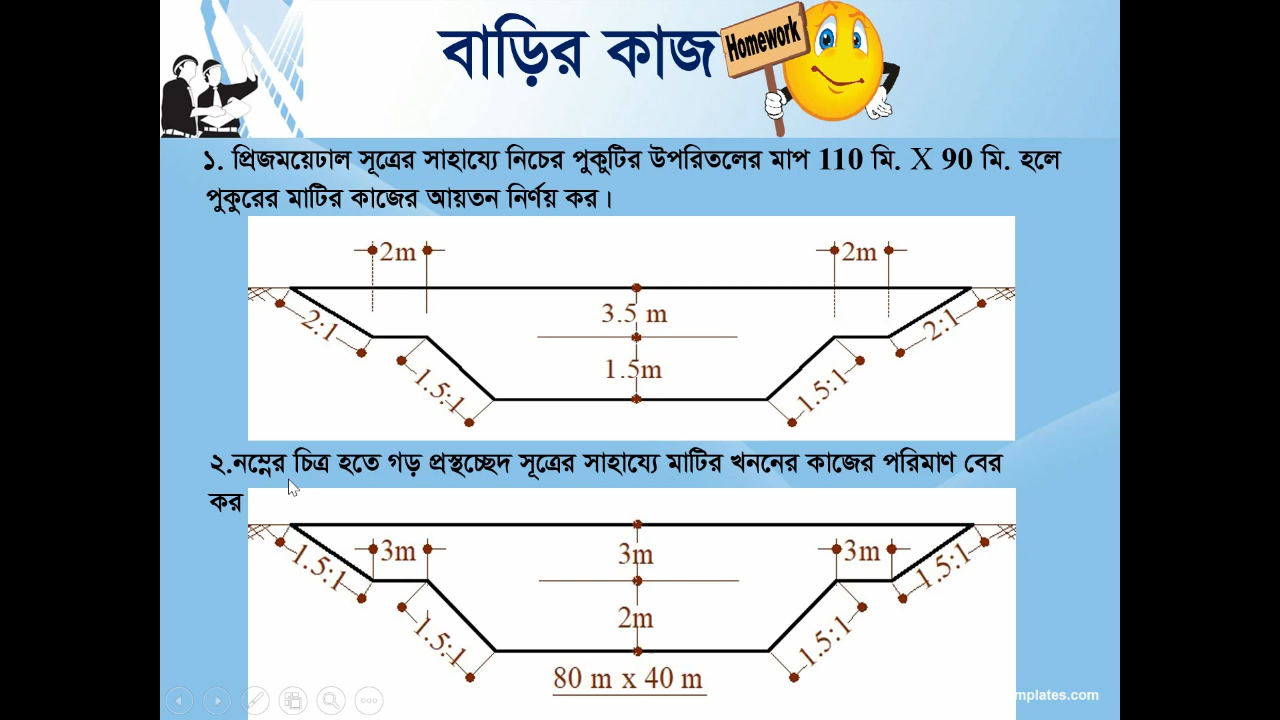 বাড়ির কাজ
Homework
১. প্রিজময়েঢাল সূত্রের সাহায্যে নিচের পুকুটির উপরিতলের মাপ 110 মি. X 90 মি. হলে
পুকুরের মাটির কাজের আয়তন নির্ণয় কর।
2m 2m
3.5 m
2:1 2:1
1.5m
1.5:1 1.5:1
২.নম্নের চিত্র হতে গড় প্রস্থচ্ছেদ সূত্রের সাহায্যে মাটির খননের কাজের পরিমাণ বের
কর
3m 3m 3m
1.5:1 1.5:1
2m
1.5:1 1.5:1
80 m x 40 m
mplates.com